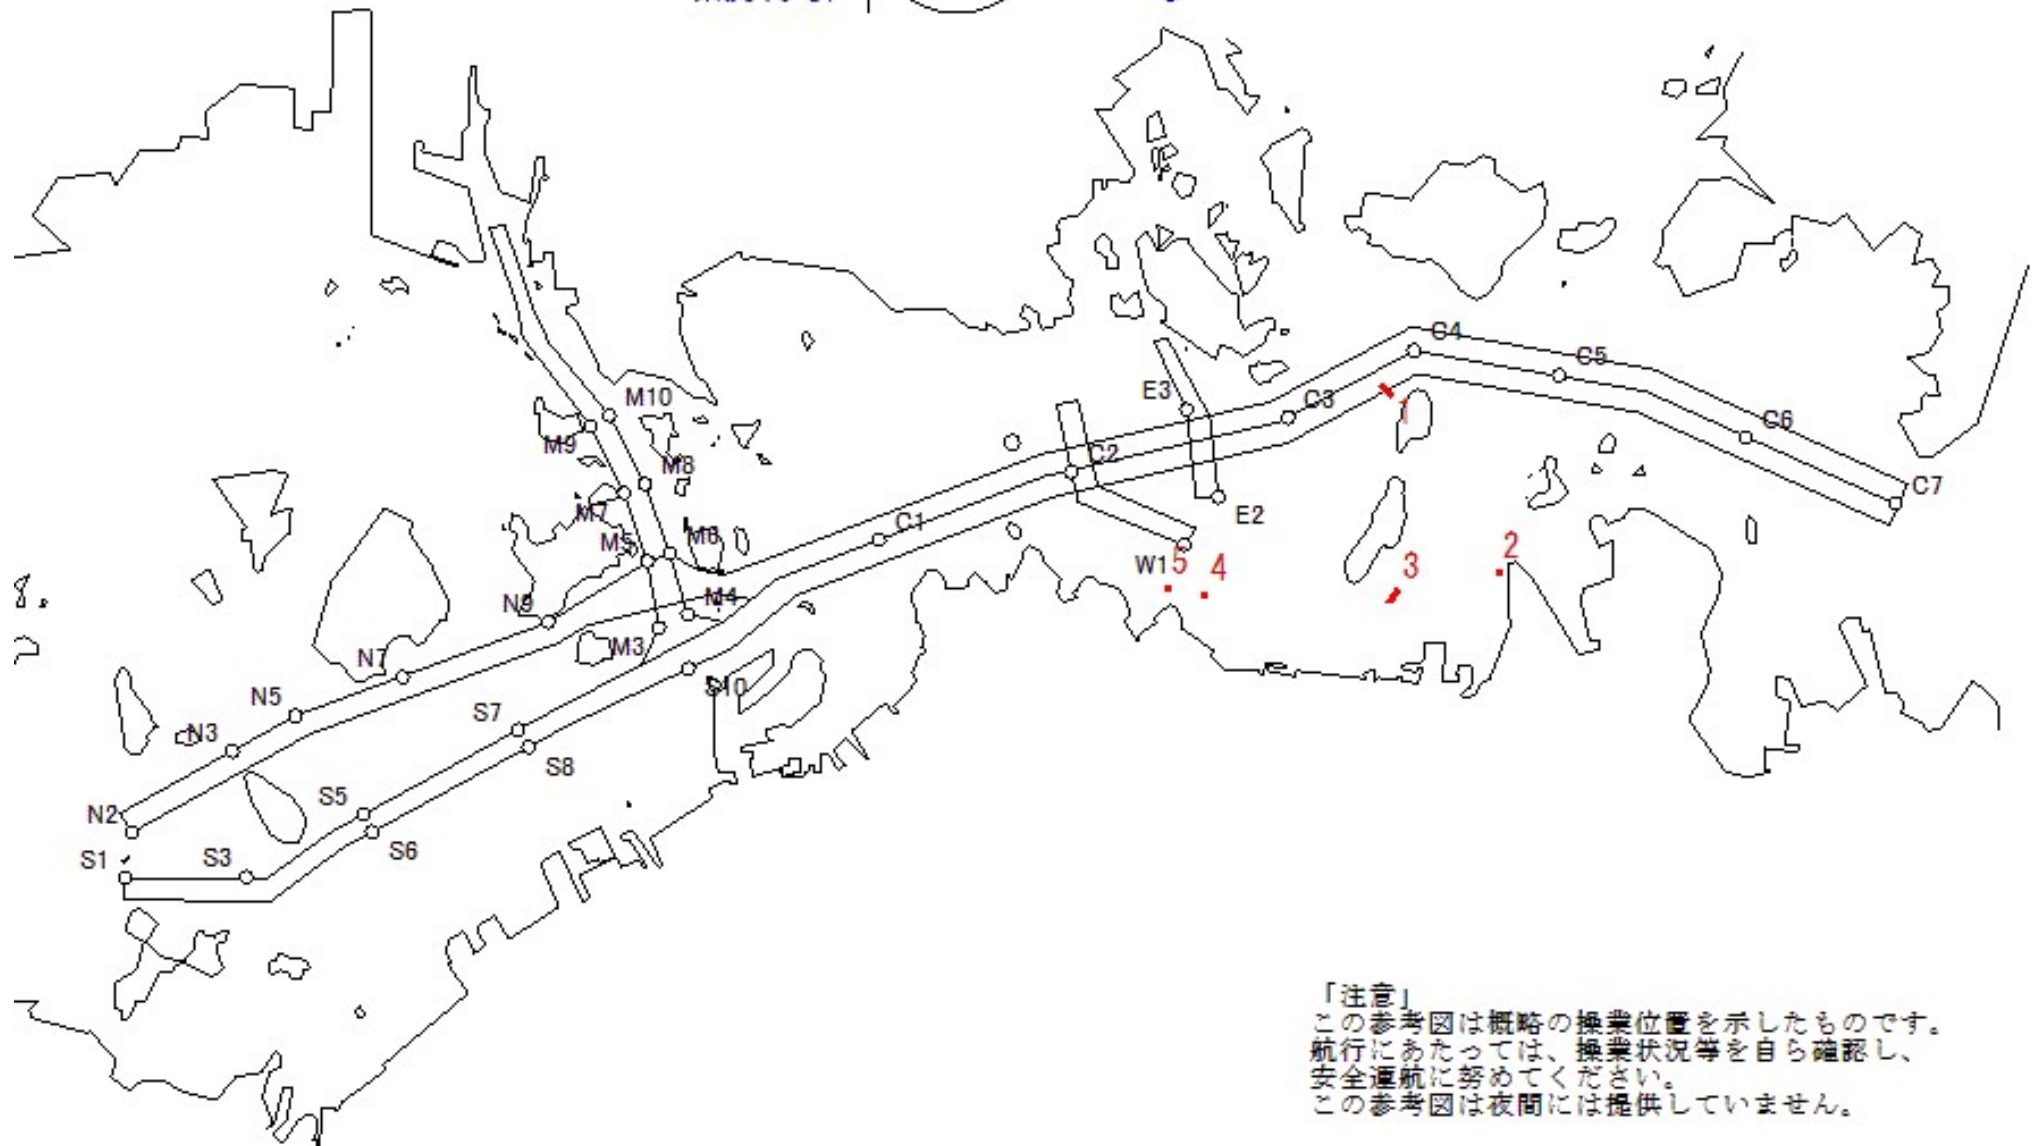 C4
C5
E3
M10
C3
1
C6
M9
C2
M8
C7
M7
E2
C1
M5
M6
W1
5
4
3
2
N9
M4
M3
N7
S10
N5
S7
N3
S8
S5
N2
S6
S1
S3
「注意」
この参考図は概略の操業位置を示したものです。
航行にあたっては、操業状況等を自ら確認し、
安全運航に努めてください。
この参考図は夜間には提供していません。